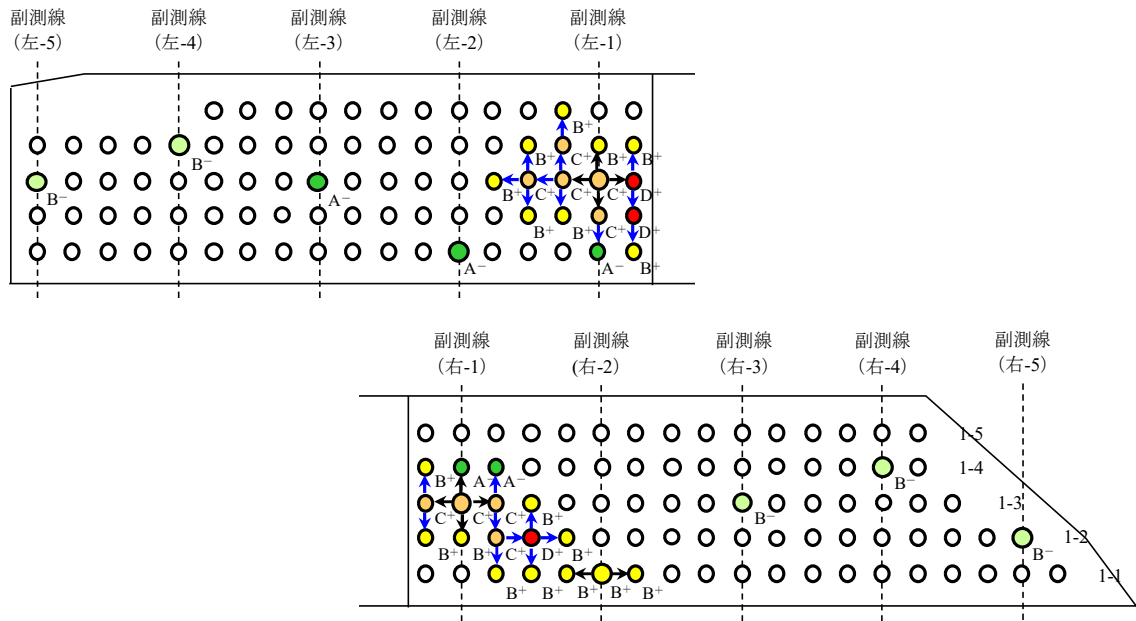 副測線 副測線 副測線 副測線 副測線
(左-5) (左-4) (左-3) (左-2) (左-1)
B⁺
B⁻ B⁺ C⁺ B⁺ B⁺
B⁻ A⁻ B⁺ C⁺ C⁺ C⁺ D⁺
B⁺ B⁺ C⁺ D⁺
A⁻ A⁻ B⁺
副測線 副測線 副測線 副測線 副測線
(右-1) (右-2) (右-3) (右-4) (右-5)
1-5
B⁺ A⁻ A⁻ B⁻ 1-4
C⁺ C⁺ C⁺ B⁺ B⁻ 1-3
B⁺ B⁺ C⁺ D⁺ B⁺ B⁻ 1-2
B⁺ B⁺ B⁺ B⁺ B⁺ 1-1